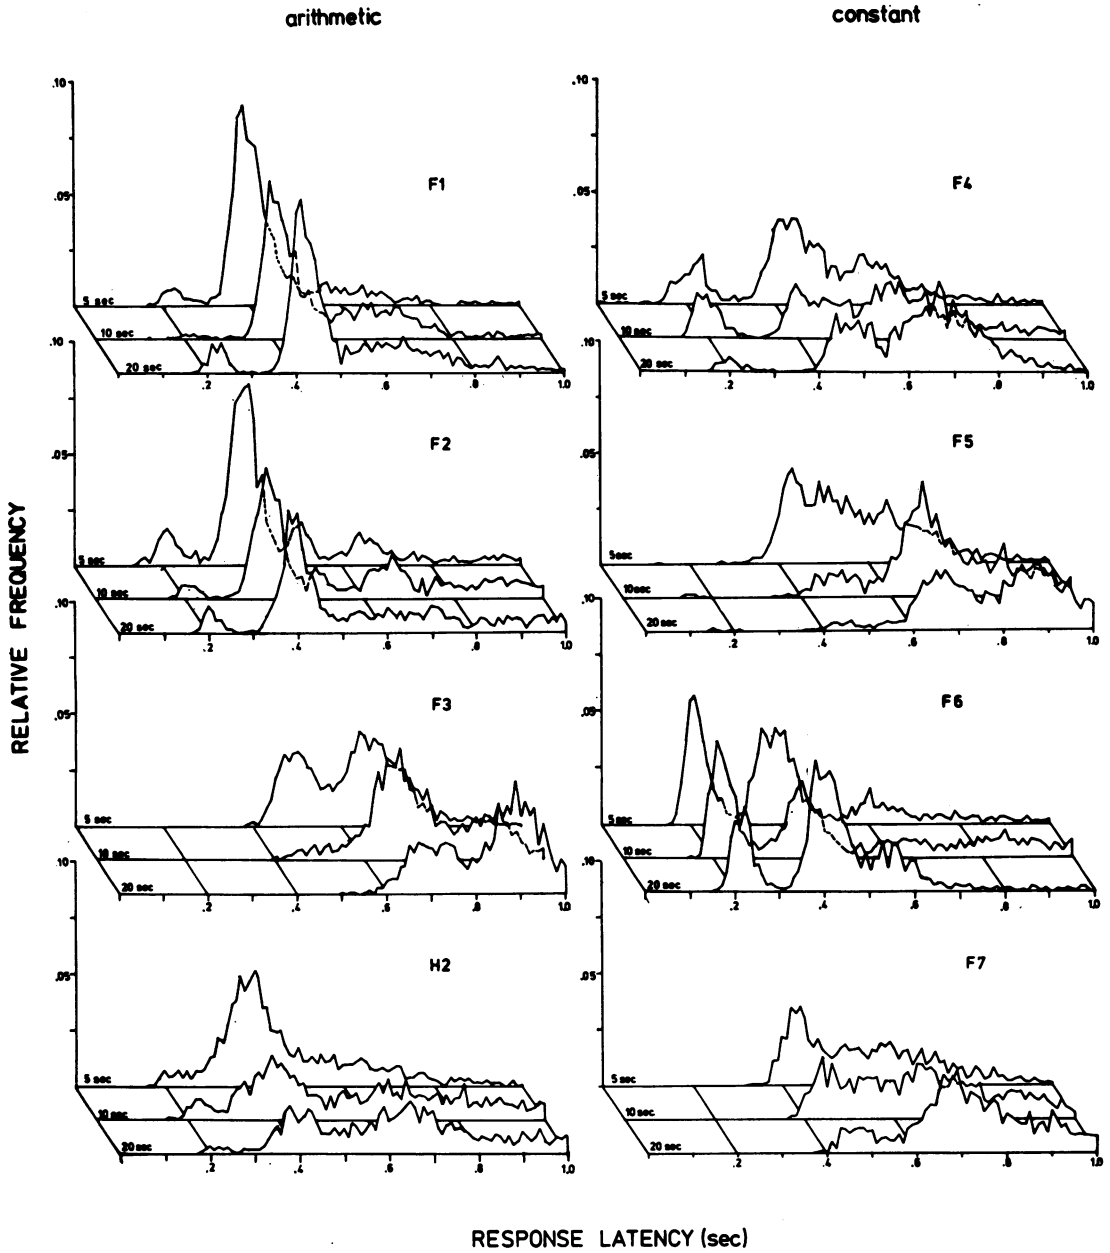 arithmetic
constant
RELATIVE FREQUENCY
.10
.05
F1
5 sec
10 sec
20 sec
.2
.4
.6
.8
1.0
.10
.05
F2
5 sec
10 sec
20 sec
.2
.4
.6
.8
1.0
.10
.05
F3
5 sec
10 sec
20 sec
.2
.4
.6
.8
1.0
.10
.05
H2
5 sec
10 sec
20 sec
.2
.4
.6
.8
1.0
.10
.05
F4
5 sec
10 sec
20 sec
.2
.4
.6
.8
1.0
.10
.05
F5
5 sec
10 sec
20 sec
.2
.4
.6
.8
1.0
.10
.05
F6
5 sec
10 sec
20 sec
.2
.4
.6
.8
1.0
.10
.05
F7
5 sec
10 sec
20 sec
.2
.4
.6
.8
1.0
RESPONSE LATENCY (sec)